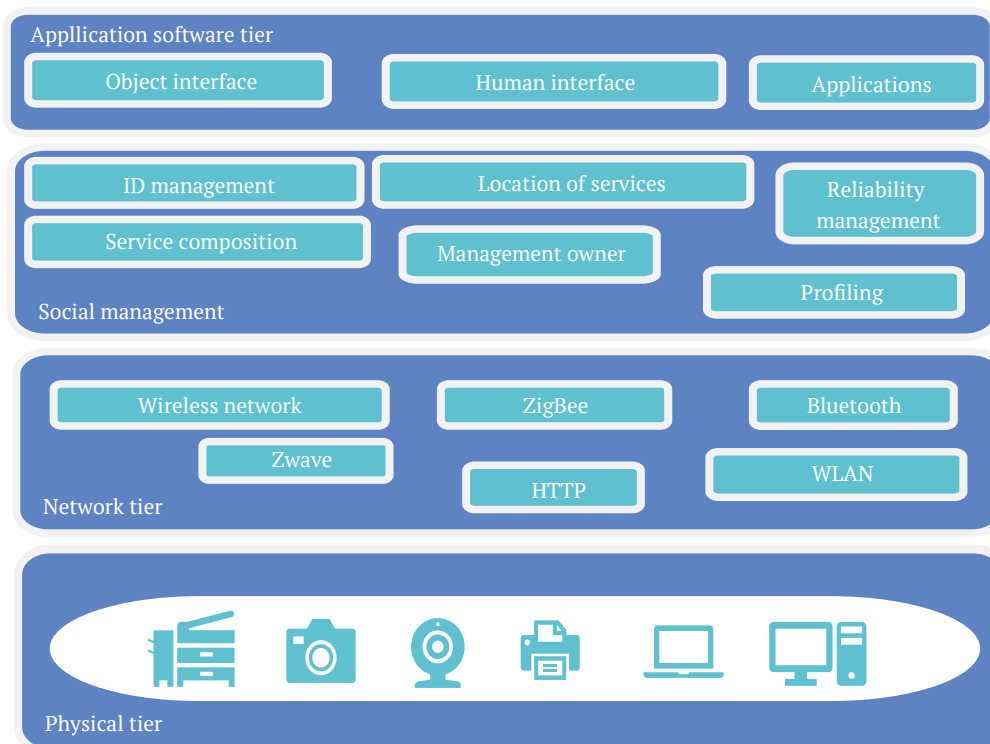 Appllication software tier
Object interface
Human interface
Applications
ID management
Location of services
Reliability
management
Service composition
Management owner
Profiling
Social management
Wireless network
ZigBee
Bluetooth
Zwave
HTTP
WLAN
Network tier
Physical tier